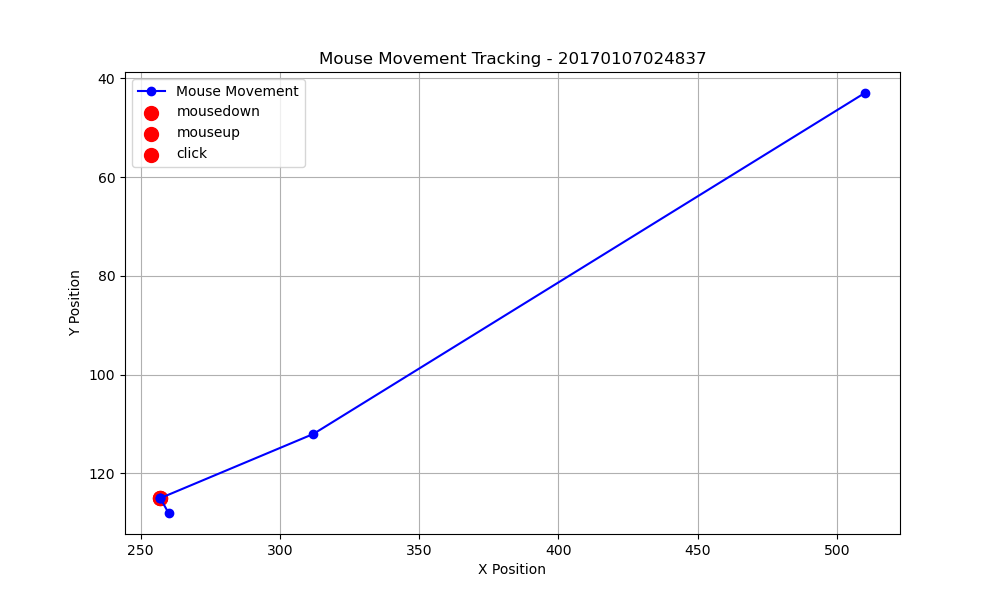 Mouse Movement Tracking - 20170107024837
Mouse Movement
mousedown
mouseup
click
40
60
80
100
120
Y Position
250
300
350
400
450
500
X Position